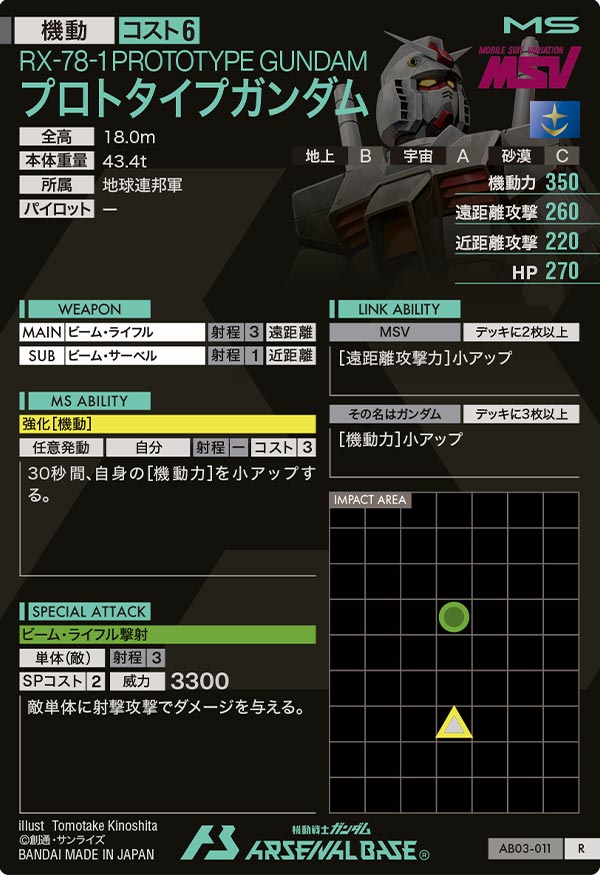 機動 コスト6 MS
RX-78-1 PROTOTYPE GUNDAM
MOBILE SUIT VARIATION
MSV
プロトタイプガンダム
全高 18.0m
本体重量 43.4t
所属 地球連邦軍
パイロット ー
地上 B 宇宙 A 砂漠 C
機動力 350
遠距離攻撃 260
近距離攻撃 220
HP 270
WEAPON
MAIN ビーム・ライフル 射程 3 遠距離
SUB ビーム・サーベル 射程 1 近距離
MS ABILITY
強化[機動]
任意発動 自分 射程 ー コスト 3
30秒間、自身の[機動力]を小アップす
る。
SPECIAL ATTACK
ビーム・ライフル撃射
単体(敵) 射程 3
SPコスト 2 威力 3300
敵単体に射撃攻撃でダメージを与える。
LINK ABILITY
MSV デッキに2枚以上
[遠距離攻撃力]小アップ
その名はガンダム デッキに3枚以上
[機動力]小アップ
IMPACT AREA
illust Tomotake Kinoshita
©創通・サンライズ
BANDAI MADE IN JAPAN
機動戦士ガンダム
ARSENAL BASE®
AB03-011 R